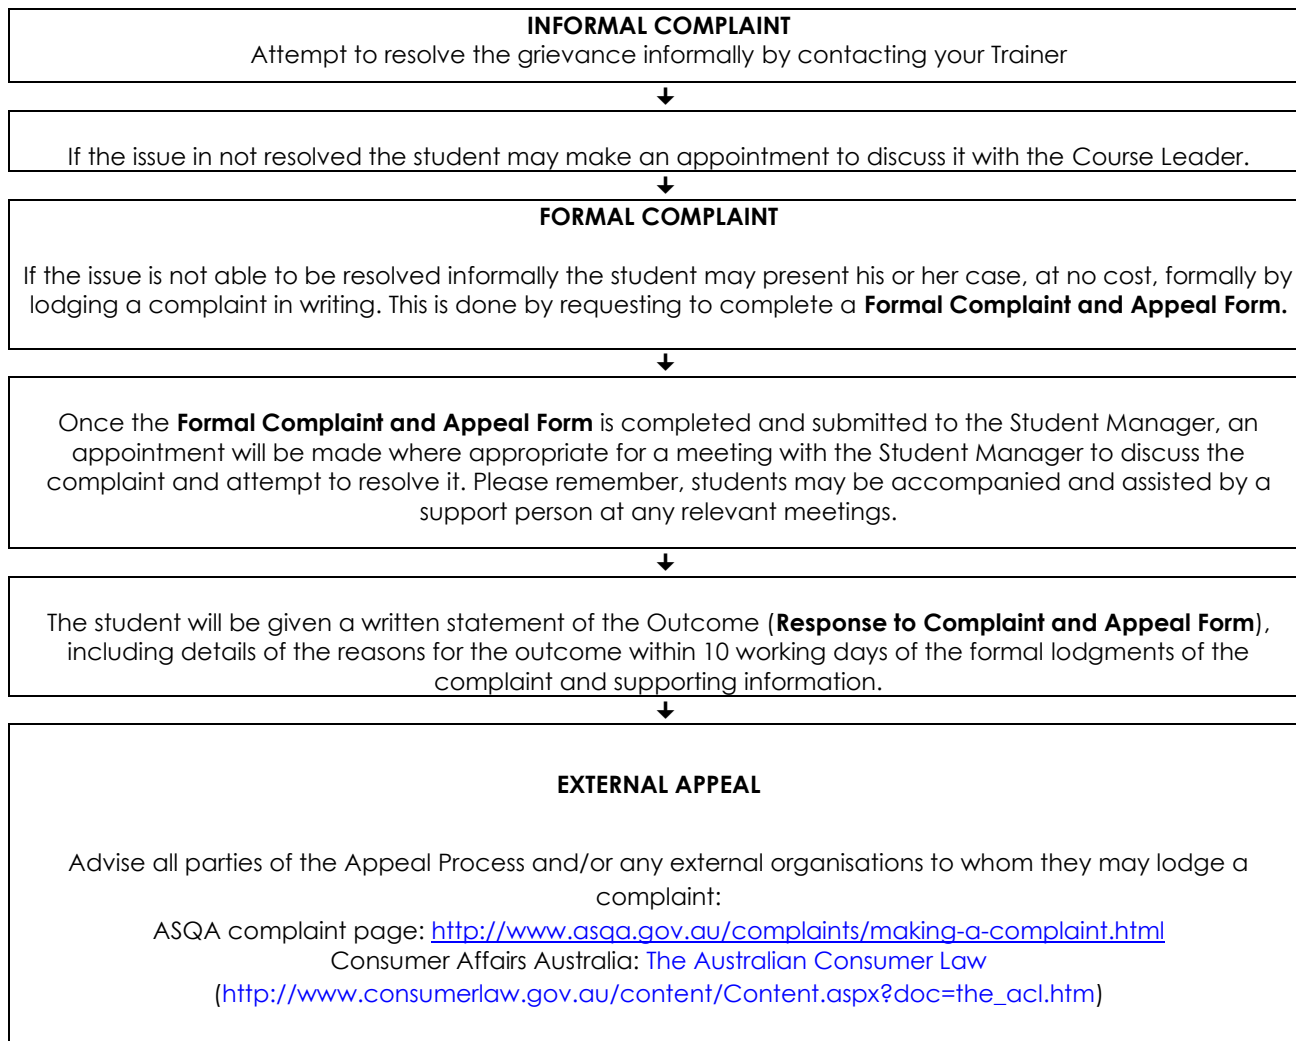 INFORMAL COMPLAINT
Attempt to resolve the grievance informally by contacting your Trainer
If the issue in not resolved the student may make an appointment to discuss it with the Course Leader.
FORMAL COMPLAINT
If the issue is not able to be resolved informally the student may present his or her case, at no cost, formally by
lodging a complaint in writing. This is done by requesting to complete a Formal Complaint and Appeal Form.
Once the Formal Complaint and Appeal Form is completed and submitted to the Student Manager, an
appointment will be made where appropriate for a meeting with the Student Manager to discuss the
complaint and attempt to resolve it. Please remember, students may be accompanied and assisted by a
support person at any relevant meetings.
The student will be given a written statement of the Outcome (Response to Complaint and Appeal Form),
including details of the reasons for the outcome within 10 working days of the formal lodgments of the
complaint and supporting information.
EXTERNAL APPEAL
Advise all parties of the Appeal Process and/or any external organisations to whom they may lodge a
complaint:
ASQA complaint page: http://www.asqa.gov.au/complaints/making-a-complaint.html
Consumer Affairs Australia: The Australian Consumer Law
(http://www.consumerlaw.gov.au/content/Content.aspx?doc=the_acl.htm)